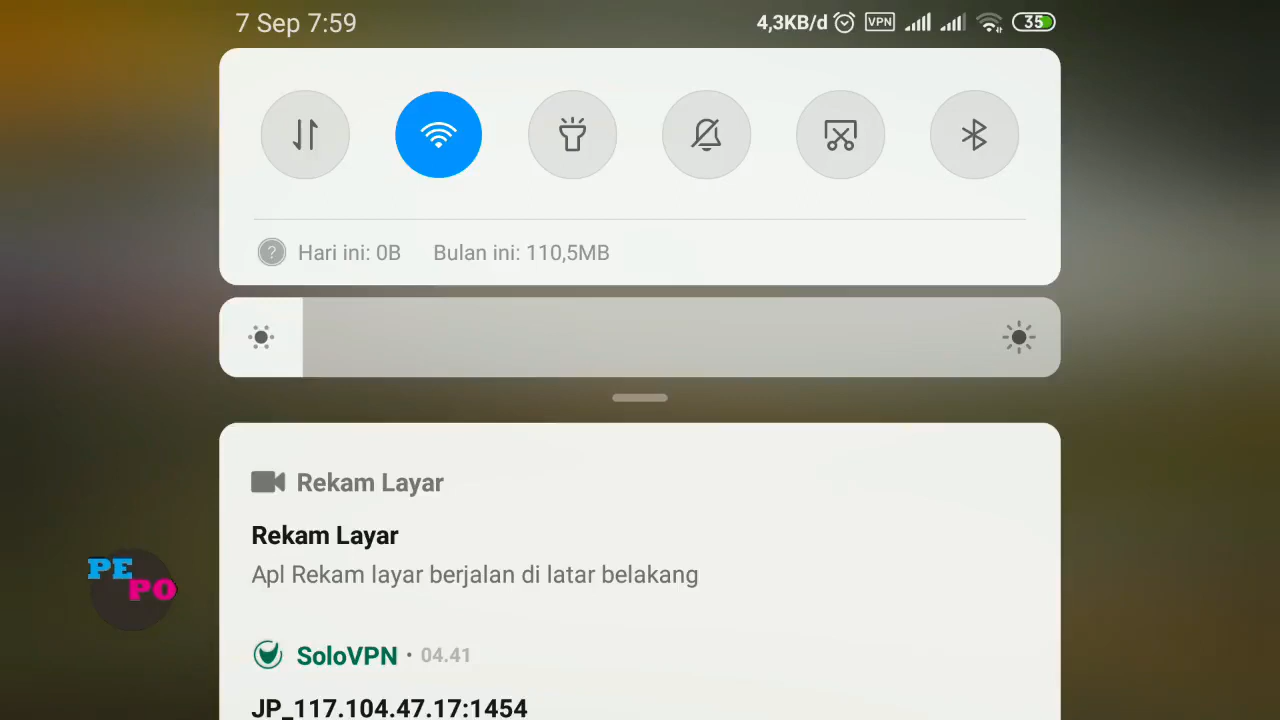 7 Sep 7:59
4,3KB/d VPN 35
Hari ini: 0B Bulan ini: 110,5MB
Rekam Layar
Rekam Layar
Apl Rekam layar berjalan di latar belakang
PE
PO
SoloVPN • 04.41
JP_117.104.47.17:1454